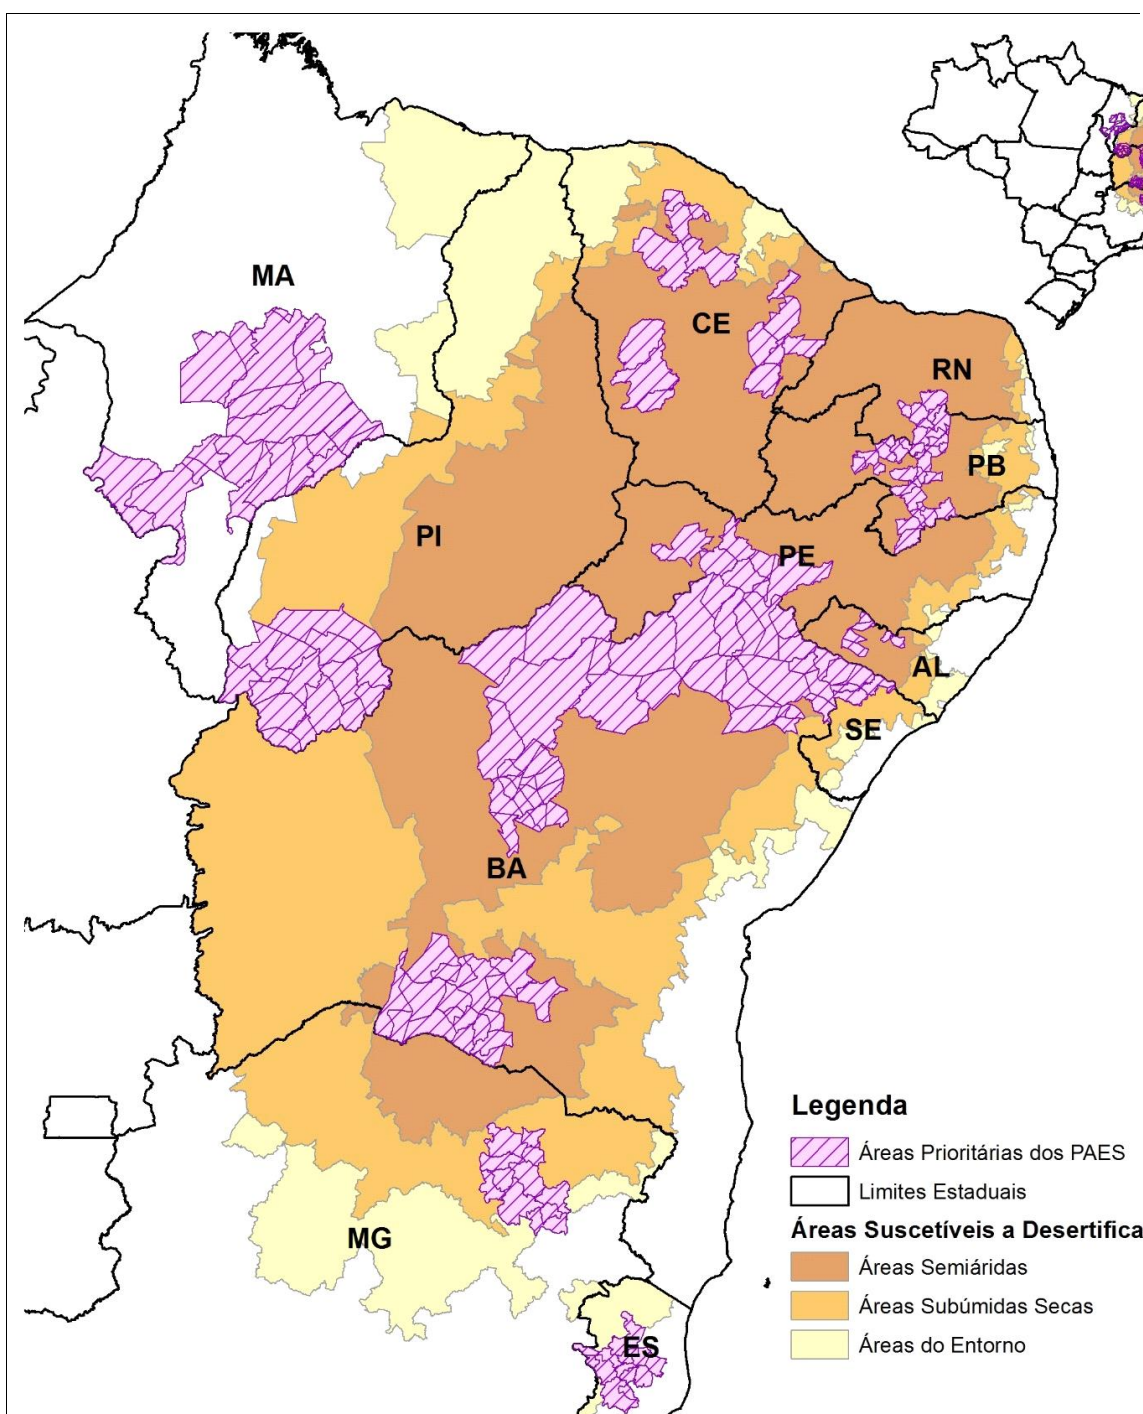 MA
CE
RN
PB
PI
PE
AL
SE
BA
Legenda
Áreas Prioritárias dos PAES
Limites Estaduais
Áreas Suscetíveis a Desertifica
Áreas Semiáridas
Áreas Subúmidas Secas
Áreas do Entorno
MG
ES